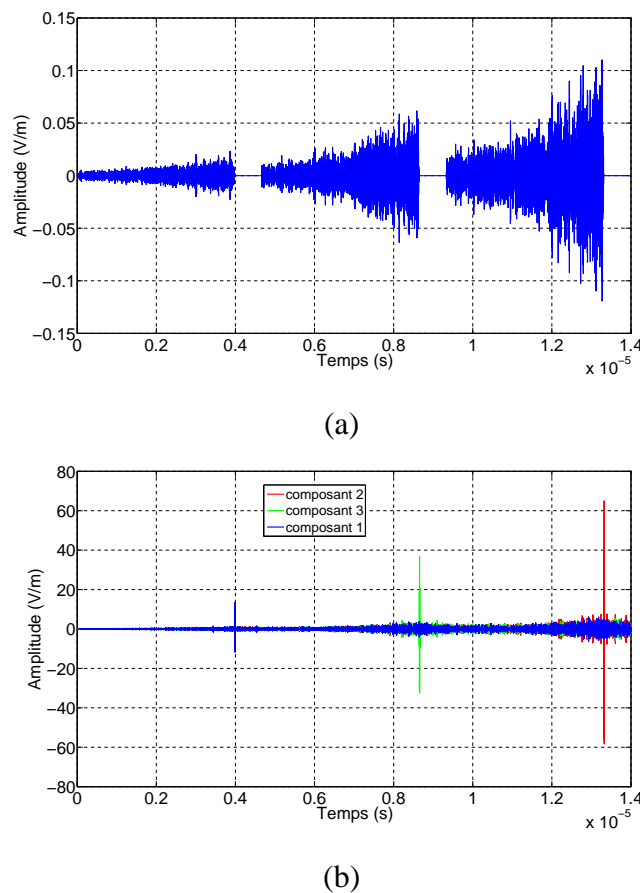 0.15
0.1
0.05
0
−0.05
−0.1
−0.15
Amplitude (V/m)
0 0.2 0.4 0.6 0.8 1 1.2 1.4
Temps (s)
x 10⁻⁵
(a)
80
60
40
20
0
−20
−40
−60
−80
Amplitude (V/m)
composant 2
composant 3
composant 1
0 0.2 0.4 0.6 0.8 1 1.2 1.4
Temps (s)
x 10⁻⁵
(b)